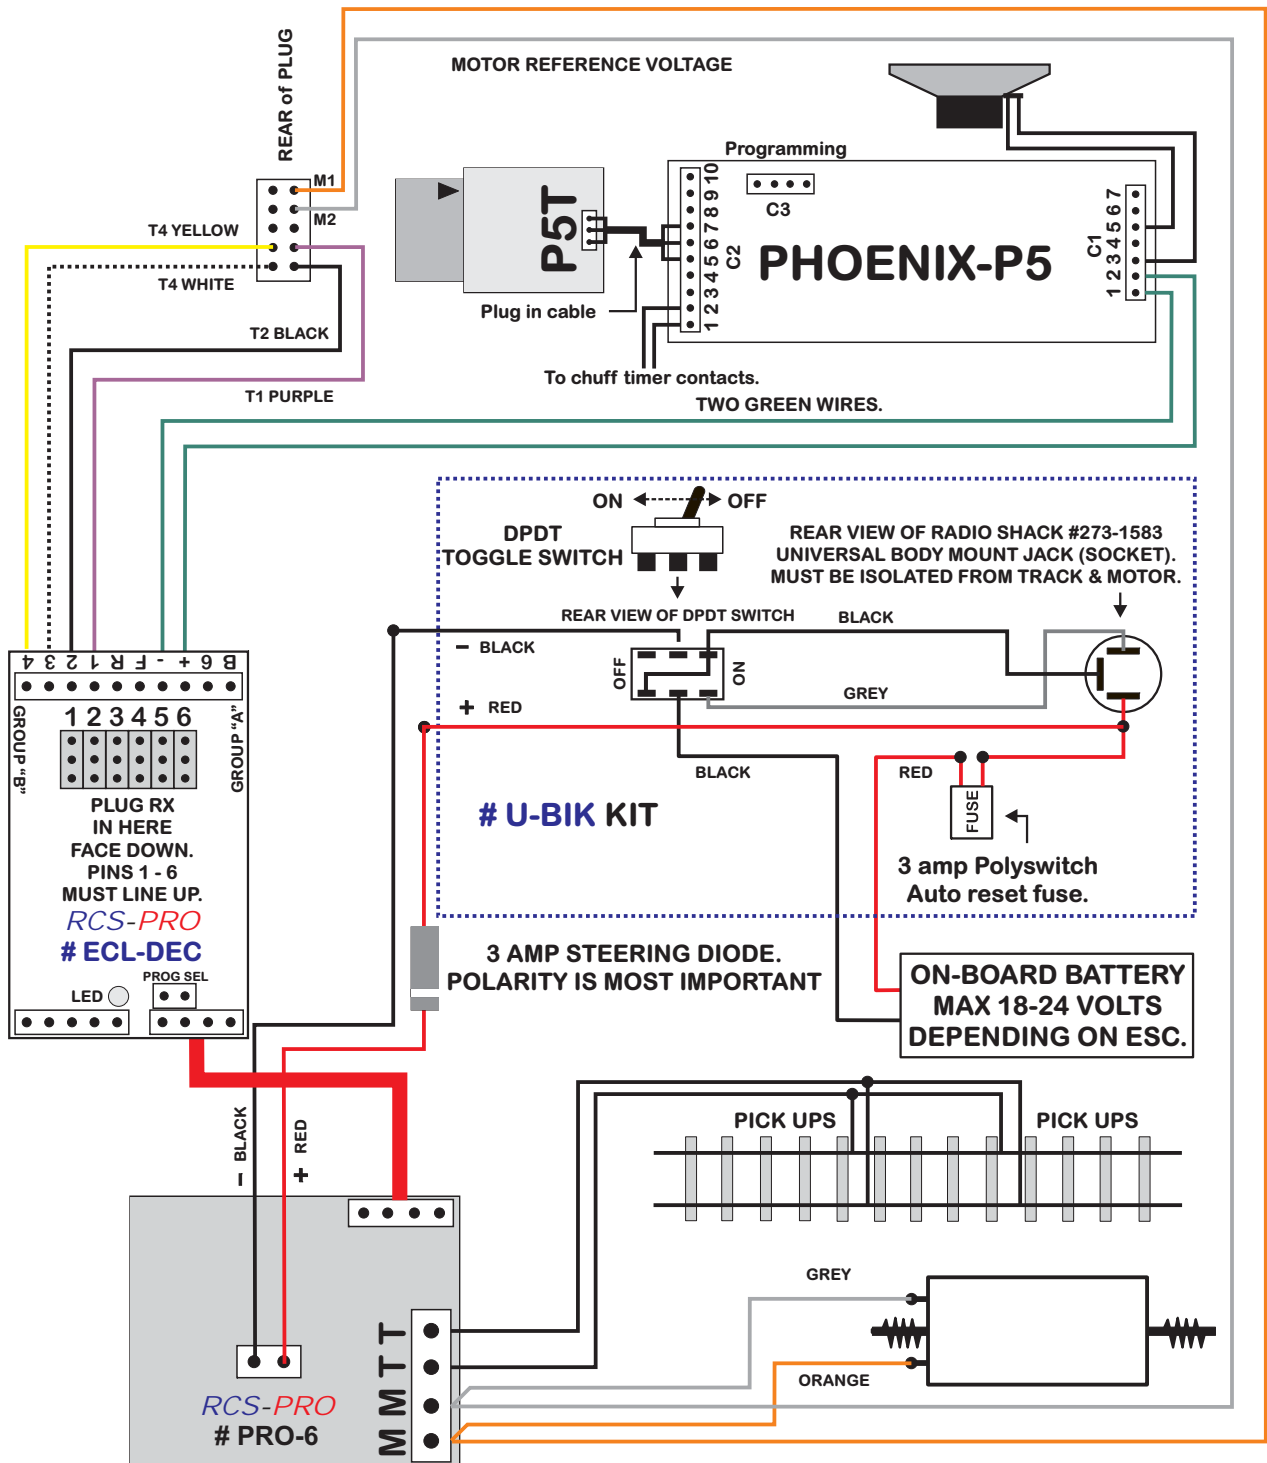 REAR of PLUG
MOTOR REFERENCE VOLTAGE
M1
M2
T4 YELLOW
T4 WHITE
T2 BLACK
T1 PURPLE
P5T
Plug in cable
Programming
C3
10
9
8
7
6
5
4
3
2
1
C2
PHOENIX-P5
C1
7
6
5
4
3
2
1
To chuff timer contacts.
TWO GREEN WIRES.
ON
OFF
DPDT
TOGGLE SWITCH
REAR VIEW OF RADIO SHACK #273-1583
UNIVERSAL BODY MOUNT JACK (SOCKET).
MUST BE ISOLATED FROM TRACK & MOTOR.
REAR VIEW OF DPDT SWITCH
BLACK
- BLACK
OFF
ON
GREY
+ RED
BLACK
RED
FUSE
# U-BIK KIT
3 amp Polyswitch
Auto reset fuse.
4 3 2 1 R F - + 6 B
GROUP "B"
1 2 3 4 5 6
GROUP "A"
PLUG RX
IN HERE
FACE DOWN.
PINS 1 - 6
MUST LINE UP.
RCS-PRO
# ECL-DEC
PROG SEL
LED
3 AMP STEERING DIODE.
POLARITY IS MOST IMPORTANT
ON-BOARD BATTERY
MAX 18-24 VOLTS
DEPENDING ON ESC.
- BLACK
+ RED
PICK UPS
PICK UPS
GREY
ORANGE
M M T T
RCS-PRO
# PRO-6